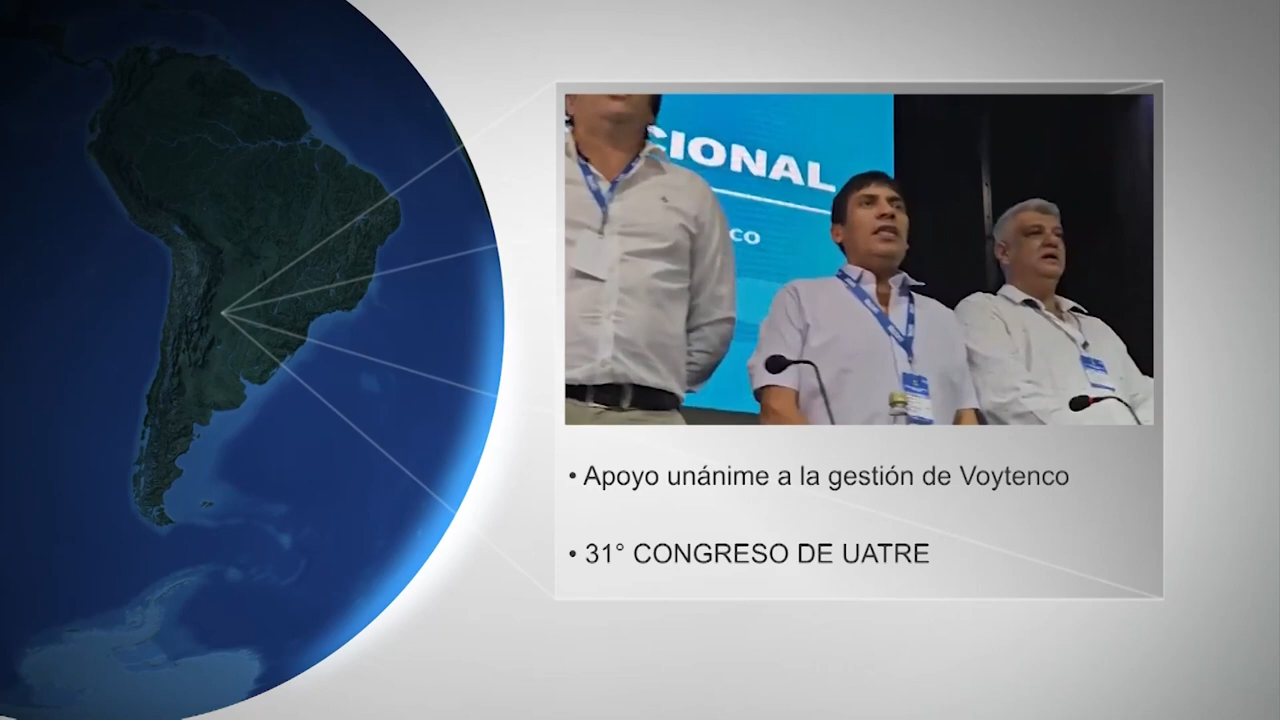 CIONAL
CO
• Apoyo unánime a la gestión de Voytenco
• 31° CONGRESO DE UATRE